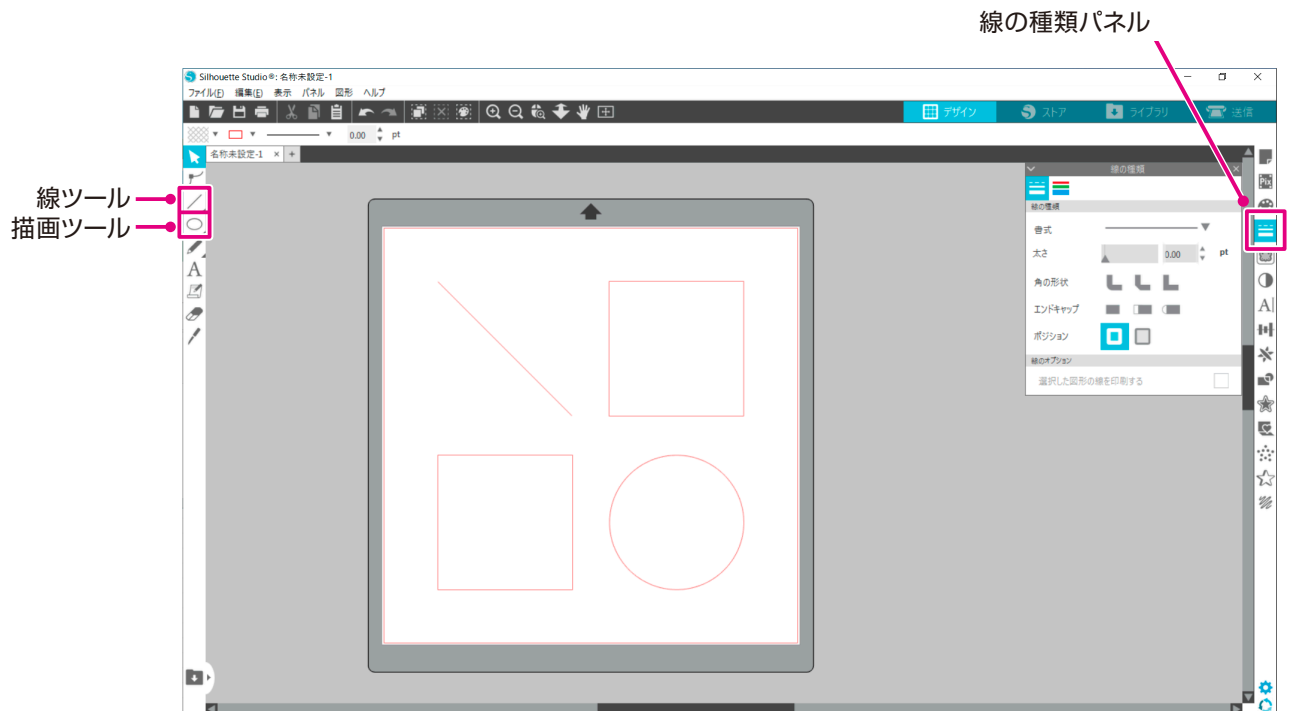 線の種類パネル
Silhouette Studio®: 名称未設定-1
ファイル(F) 編集(E) 表示 パネル 図形 ヘルプ
デザイン ストア ライブラリ 送信
0.00 pt
名称未設定-1 × +
線の種類
Pix
線ツール
描画ツール
線の種類
書式
太さ 0.00 pt
角の形状
エンドキャップ
ポジション
線のオプション
選択した図形の線を印刷する
A
A